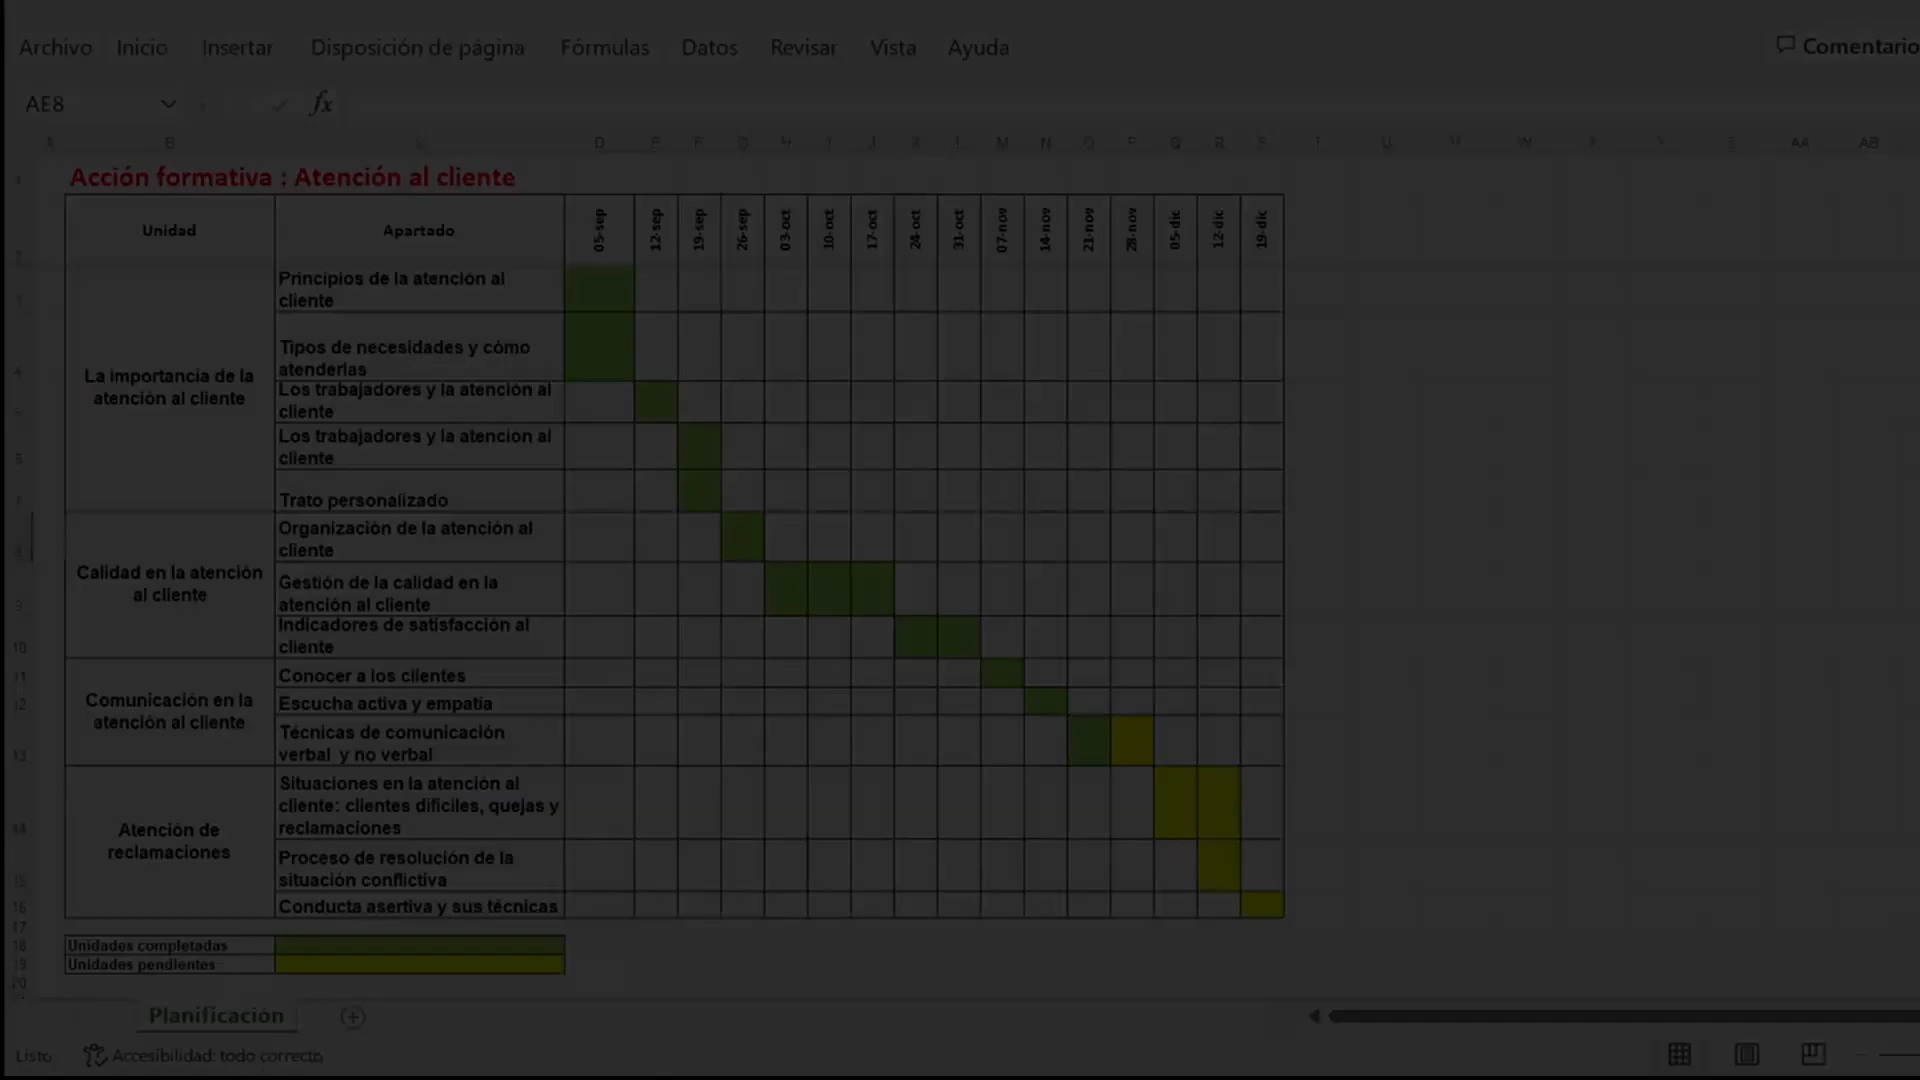 Archivo Inicio Insertar Disposición de página Fórmulas Datos Revisar Vista Ayuda Comentario
AE8 fx
Acción formativa : Atención al cliente
Unidad Apartado 05-sep 12-sep 19-sep 26-sep 03-oct 10-oct 17-oct 24-oct 31-oct 07-nov 14-nov 21-nov 28-nov 05-dic 12-dic 19-dic
La importancia de la
atención al cliente
Principios de la atención al
cliente
Tipos de necesidades y cómo
atenderlas
Los trabajadores y la atención al
cliente
Los trabajadores y la atención al
cliente
Trato personalizado
Calidad en la atención
al cliente
Organización de la atención al
cliente
Gestión de la calidad en la
atención al cliente
Indicadores de satisfacción al
cliente
Comunicación en la
atención al cliente
Conocer a los clientes
Escucha activa y empatía
Técnicas de comunicación
verbal y no verbal
Atención de
reclamaciones
Situaciones en la atención al
cliente: clientes difíciles, quejas y
reclamaciones
Proceso de resolución de la
situación conflictiva
Conducta asertiva y sus técnicas
Unidades completadas
Unidades pendientes
Planificación
Listo Accesibilidad: todo correcto